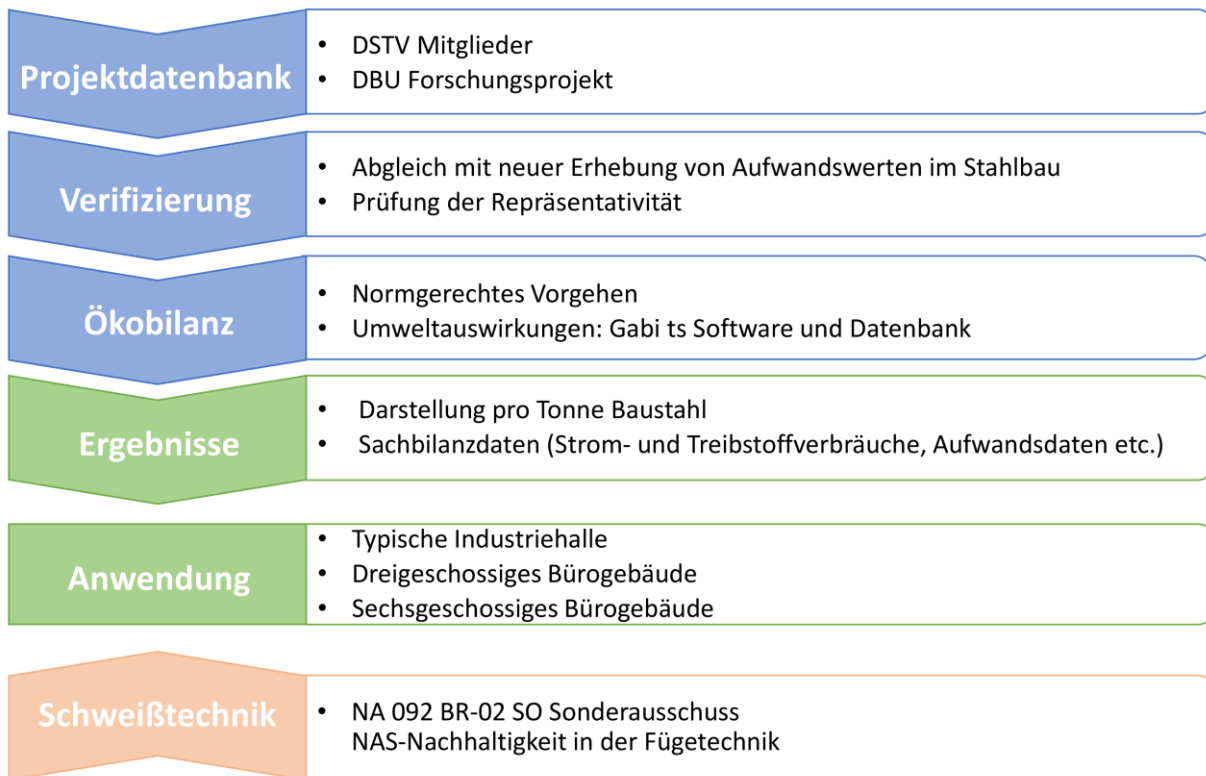 Projektdatenbank
• DSTV Mitglieder
• DBU Forschungsprojekt
Verifizierung
• Abgleich mit neuer Erhebung von Aufwandswerten im Stahlbau
• Prüfung der Repräsentativität
Ökobilanz
• Normgerechtes Vorgehen
• Umweltauswirkungen: Gabi ts Software und Datenbank
Ergebnisse
• Darstellung pro Tonne Baustahl
• Sachbilanzdaten (Strom- und Treibstoffverbräuche, Aufwandsdaten etc.)
Anwendung
• Typische Industriehalle
• Dreigeschossiges Bürogebäude
• Sechsgeschossiges Bürogebäude
Schweißtechnik
• NA 092 BR-02 SO Sonderausschuss
NAS-Nachhaltigkeit in der Fügetechnik